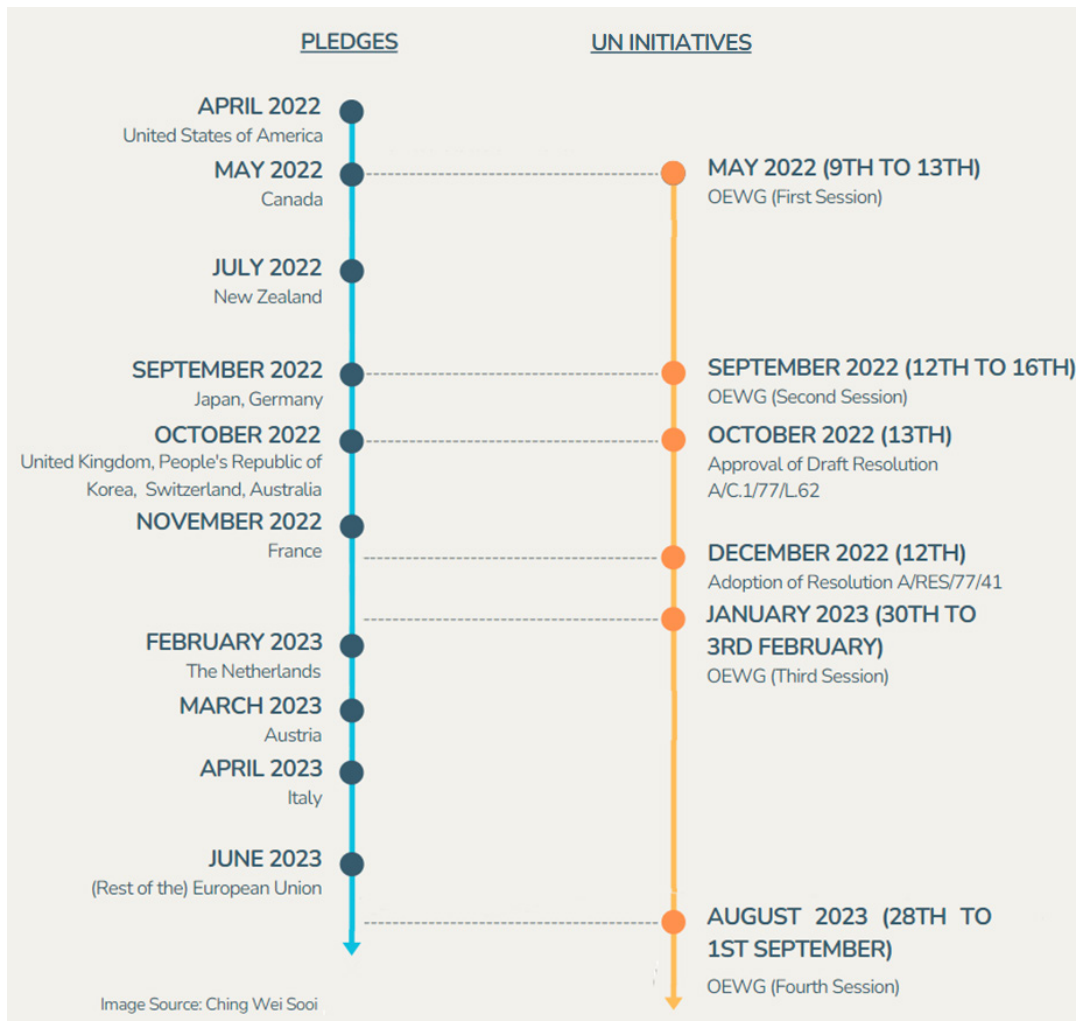 PLEDGES
UN INITIATIVES
APRIL 2022
United States of America
MAY 2022
Canada
JULY 2022
New Zealand
SEPTEMBER 2022
Japan, Germany
OCTOBER 2022
United Kingdom, People's Republic of
Korea, Switzerland, Australia
NOVEMBER 2022
France
FEBRUARY 2023
The Netherlands
MARCH 2023
Austria
APRIL 2023
Italy
JUNE 2023
(Rest of the) European Union
MAY 2022 (9TH TO 13TH)
OEWG (First Session)
SEPTEMBER 2022 (12TH TO 16TH)
OEWG (Second Session)
OCTOBER 2022 (13TH)
Approval of Draft Resolution
A/C.1/77/L.62
DECEMBER 2022 (12TH)
Adoption of Resolution A/RES/77/41
JANUARY 2023 (30TH TO
3RD FEBRUARY)
OEWG (Third Session)
AUGUST 2023 (28TH TO
1ST SEPTEMBER)
OEWG (Fourth Session)
Image Source: Ching Wei Sooi